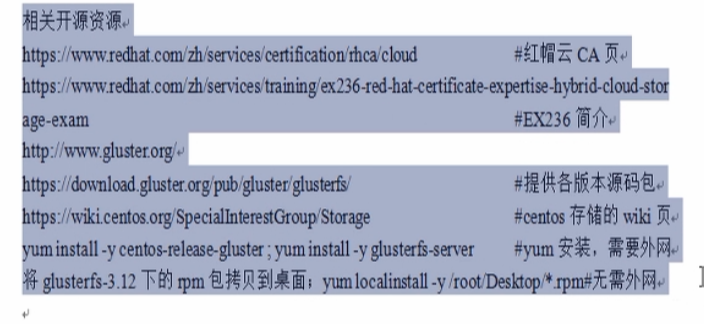 相关开源资源
https://www.redhat.com/zh/services/certification/rhca/cloud #红帽云 CA 页
https://www.redhat.com/zh/services/training/ex236-red-hat-certificate-expertise-hybrid-cloud-stor
age-exam #EX236 简介
http://www.gluster.org/
https://download.gluster.org/pub/gluster/glusterfs/ #提供各版本源码包
https://wiki.centos.org/SpecialInterestGroup/Storage #centos 存储的 wiki 页
yum install -y centos-release-gluster ; yum install -y glusterfs-server #yum 安装，需要外网
将 glusterfs-3.12 下的 rpm 包拷贝到桌面；yum localinstall -y /root/Desktop/*.rpm#无需外网